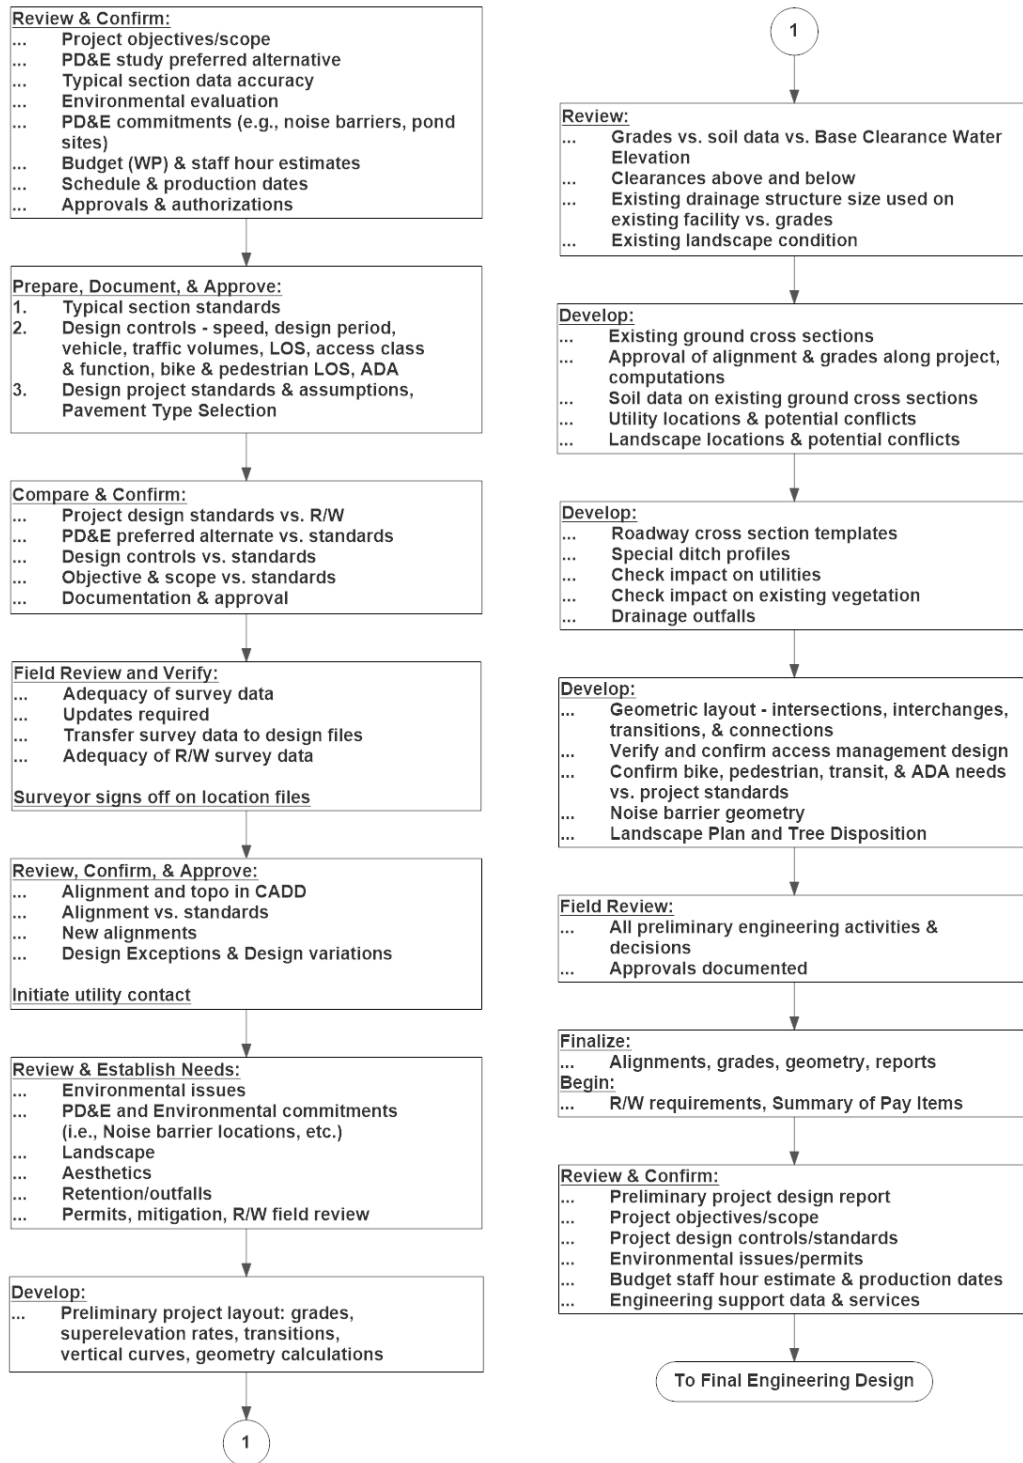 Review & Confirm:
... Project objectives/scope
... PD&E study preferred alternative
... Typical section data accuracy
... Environmental evaluation
... PD&E commitments (e.g., noise barriers, pond
sites)
... Budget (WP) & staff hour estimates
... Schedule & production dates
... Approvals & authorizations
Prepare, Document, & Approve:
1. Typical section standards
2. Design controls - speed, design period,
vehicle, traffic volumes, LOS, access class
& function, bike & pedestrian LOS, ADA
3. Design project standards & assumptions,
Pavement Type Selection
Compare & Confirm:
... Project design standards vs. R/W
... PD&E preferred alternate vs. standards
... Design controls vs. standards
... Objective & scope vs. standards
... Documentation & approval
Field Review and Verify:
... Adequacy of survey data
... Updates required
... Transfer survey data to design files
... Adequacy of R/W survey data
Surveyor signs off on location files
Review, Confirm, & Approve:
... Alignment and topo in CADD
... Alignment vs. standards
... New alignments
... Design Exceptions & Design variations
Initiate utility contact
Review & Establish Needs:
... Environmental issues
... PD&E and Environmental commitments
(i.e., Noise barrier locations, etc.)
... Landscape
... Aesthetics
... Retention/outfalls
... Permits, mitigation, R/W field review
Develop:
... Preliminary project layout: grades,
superelevation rates, transitions,
vertical curves, geometry calculations
1
1
Review:
... Grades vs. soil data vs. Base Clearance Water
Elevation
... Clearances above and below
... Existing drainage structure size used on
existing facility vs. grades
... Existing landscape condition
Develop:
... Existing ground cross sections
... Approval of alignment & grades along project,
computations
... Soil data on existing ground cross sections
... Utility locations & potential conflicts
... Landscape locations & potential conflicts
Develop:
... Roadway cross section templates
... Special ditch profiles
... Check impact on utilities
... Check impact on existing vegetation
... Drainage outfalls
Develop:
... Geometric layout - intersections, interchanges,
transitions, & connections
... Verify and confirm access management design
... Confirm bike, pedestrian, transit, & ADA needs
vs. project standards
... Noise barrier geometry
... Landscape Plan and Tree Disposition
Field Review:
... All preliminary engineering activities &
decisions
... Approvals documented
Finalize:
... Alignments, grades, geometry, reports
Begin:
... R/W requirements, Summary of Pay Items
Review & Confirm:
... Preliminary project design report
... Project objectives/scope
... Project design controls/standards
... Environmental issues/permits
... Budget staff hour estimate & production dates
... Engineering support data & services
To Final Engineering Design